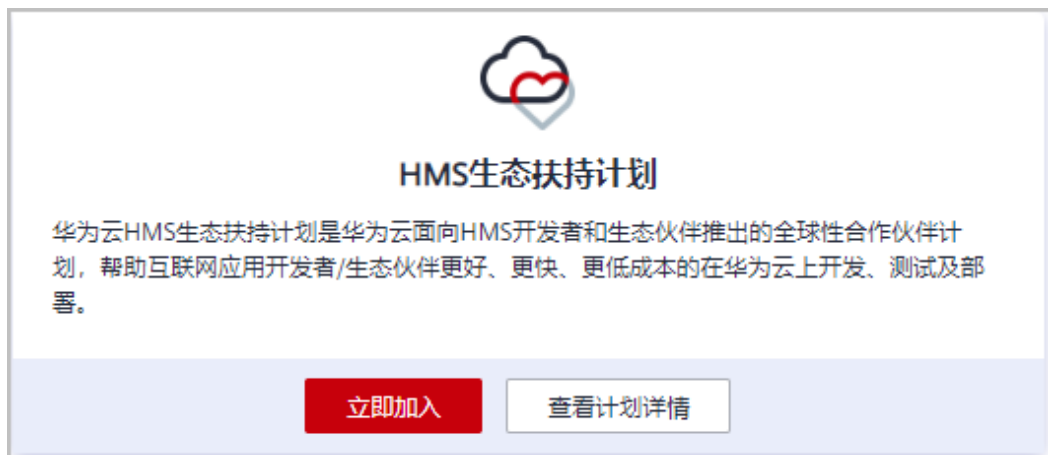 HMS生态扶持计划
华为云HMS生态扶持计划是华为云面向HMS开发者和生态伙伴推出的全球性合作伙伴计
划，帮助互联网应用开发者/生态伙伴更好、更快、更低成本的在华为云上开发、测试及部
署。
立即加入
查看计划详情